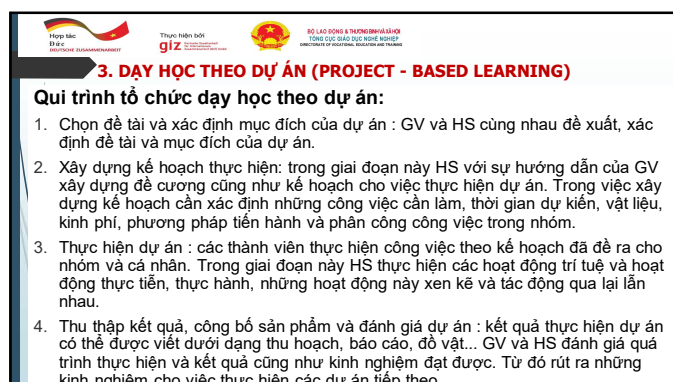 Hợp tác
Đức
DEUTSCHE ZUSAMMENARBEIT
Thực hiện bởi
giz
BỘ LAO ĐỘNG & THƯƠNG BINH VÀ XÃ HỘI
TỔNG CỤC GIÁO DỤC NGHỀ NGHIỆP
DIRECTORATE OF VOCATIONAL EDUCATION AND TRAINING
3. DẠY HỌC THEO DỰ ÁN (PROJECT - BASED LEARNING)
Qui trình tổ chức dạy học theo dự án:
1. Chọn đề tài và xác định mục đích của dự án : GV và HS cùng nhau đề xuất, xác
định đề tài và mục đích của dự án.
2. Xây dựng kế hoạch thực hiện: trong giai đoạn này HS với sự hướng dẫn của GV
xây dựng đề cương cũng như kế hoạch cho việc thực hiện dự án. Trong việc xây
dựng kế hoạch cần xác định những công việc cần làm, thời gian dự kiến, vật liệu,
kinh phí, phương pháp tiến hành và phân công công việc trong nhóm.
3. Thực hiện dự án : các thành viên thực hiện công việc theo kế hoạch đã đề ra cho
nhóm và cá nhân. Trong giai đoạn này HS thực hiện các hoạt động trí tuệ và hoạt
động thực tiễn, thực hành, những hoạt động này xen kẽ và tác động qua lại lẫn
nhau.
4. Thu thập kết quả, công bố sản phẩm và đánh giá dự án : kết quả thực hiện dự án
có thể được viết dưới dạng thu hoạch, báo cáo, đồ vật... GV và HS đánh giá quá
trình thực hiện và kết quả cũng như kinh nghiệm đạt được. Từ đó rút ra những
kinh nghiệm cho việc thực hiện các dự án tiếp theo